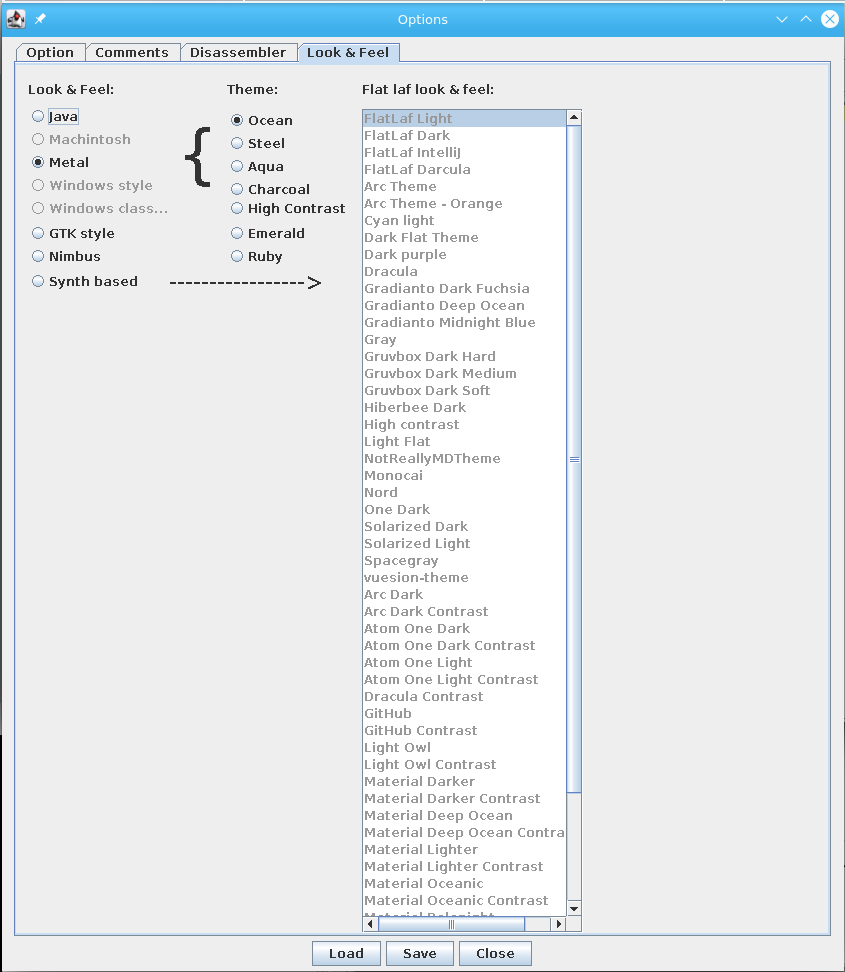 Options
Option Comments Disassembler Look & Feel
Look & Feel:
Java
Machintosh
Metal
Windows style
Windows class...
GTK style
Nimbus
Synth based
{
Theme:
Ocean
Steel
Aqua
Charcoal
High Contrast
Emerald
Ruby
---------------->
Flat laf look & feel:
FlatLaf Light
FlatLaf Dark
FlatLaf IntelliJ
FlatLaf Darcula
Arc Theme
Arc Theme - Orange
Cyan light
Dark Flat Theme
Dark purple
Dracula
Gradianto Dark Fuchsia
Gradianto Deep Ocean
Gradianto Midnight Blue
Gray
Gruvbox Dark Hard
Gruvbox Dark Medium
Gruvbox Dark Soft
Hiberbee Dark
High contrast
Light Flat
NotReallyMDTheme
Monocai
Nord
One Dark
Solarized Dark
Solarized Light
Spacegray
vuesion-theme
Arc Dark
Arc Dark Contrast
Atom One Dark
Atom One Dark Contrast
Atom One Light
Atom One Light Contrast
Dracula Contrast
GitHub
GitHub Contrast
Light Owl
Light Owl Contrast
Material Darker
Material Darker Contrast
Material Deep Ocean
Material Deep Ocean Contra
Material Lighter
Material Lighter Contrast
Material Oceanic
Material Oceanic Contrast
Material Palenight
Load Save Close